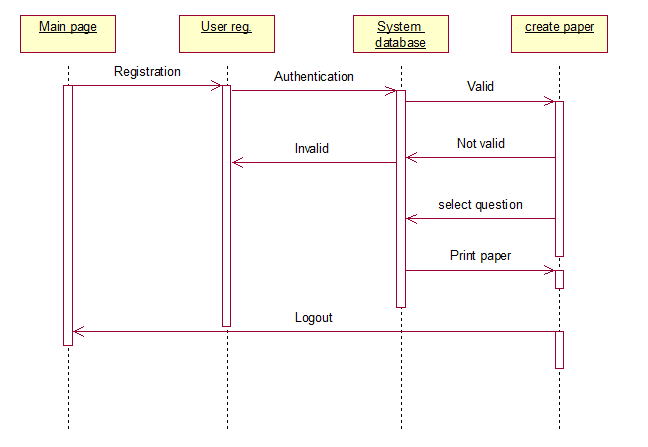 Main page
User reg.
System
database
create paper
Registration
Authentication
Valid
Not valid
Invalid
select question
Print paper
Logout